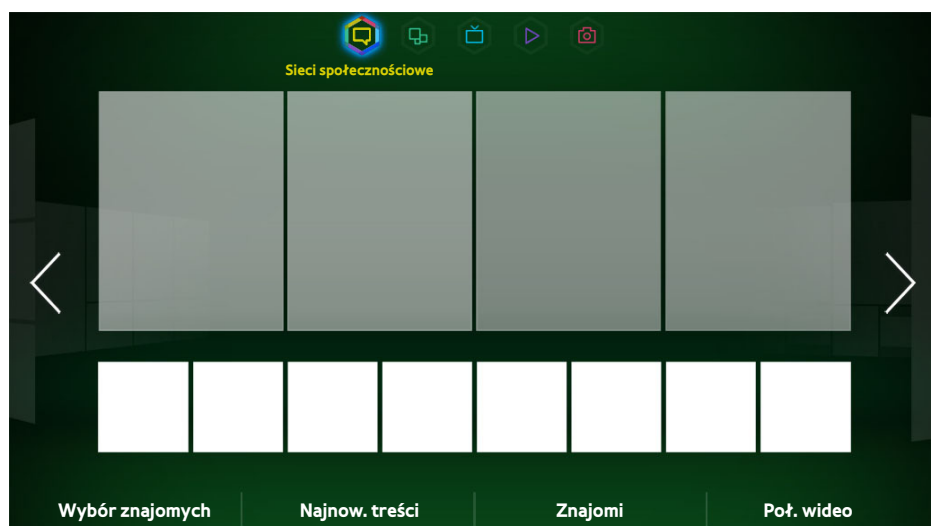 Sieci społecznościowe
Wybór znajomych
Najnow. treści
Znajomi
Poł. wideo